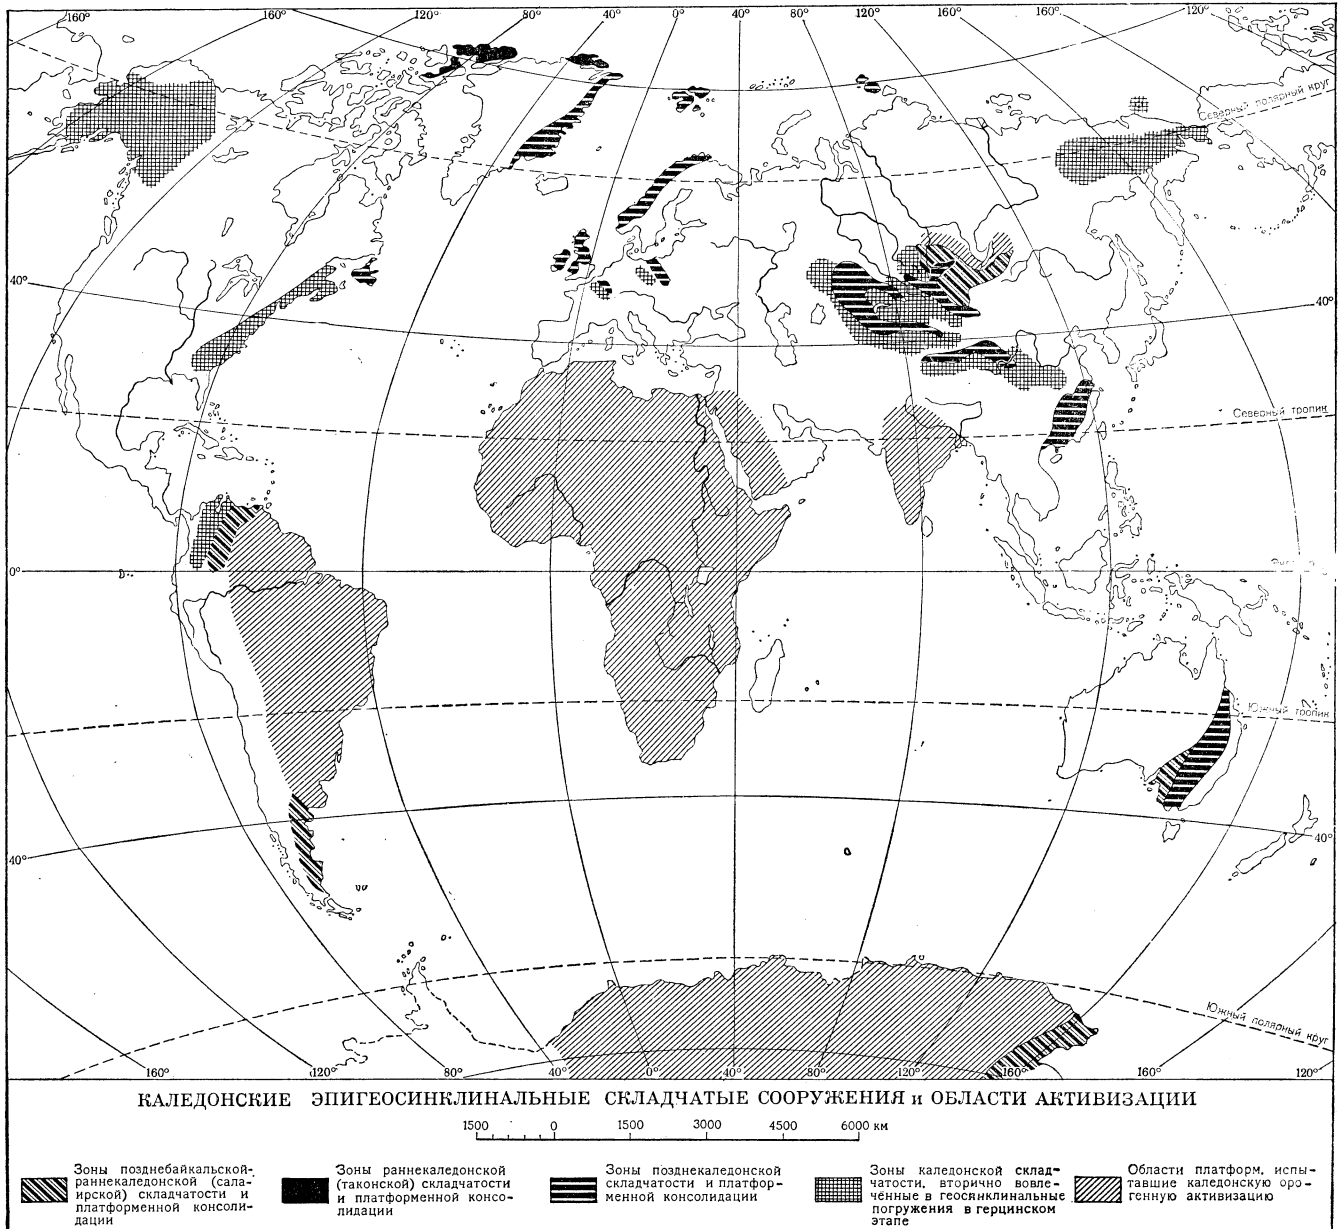 160° 160° 120° 80° 40° 0° 40° 80° 120° 160° 160° 120°
Северный полярный круг
40° 40°
Северный тропик
0°
Южный тропик
40° 40°
Южный полярный круг
160° 120° 80° 40° 0° 40° 80° 120° 160° 160° 120°
КАЛЕДОНСКИЕ ЭПИГЕОСИНКЛИНАЛЬНЫЕ СКЛАДЧАТЫЕ СООРУЖЕНИЯ и ОБЛАСТИ АКТИВИЗАЦИИ
1500 0 1500 3000 4500 6000 км
Зоны позднебайкальской-
раннекаледонской (сала-
ирской) складчатости и
платформенной консоли-
дации
Зоны раннекаледонской
(таконской) складчатости
и платформенной консо-
лидации
Зоны позднекаледонской
складчатости и платфор-
менной консолидации
Зоны каледонской склад-
чатости, вторично вовле-
чённые в геосинклинальные
погружения в герцинском
этапе
Области платформ, испы-
тавшие каледонскую оро-
генную активизацию